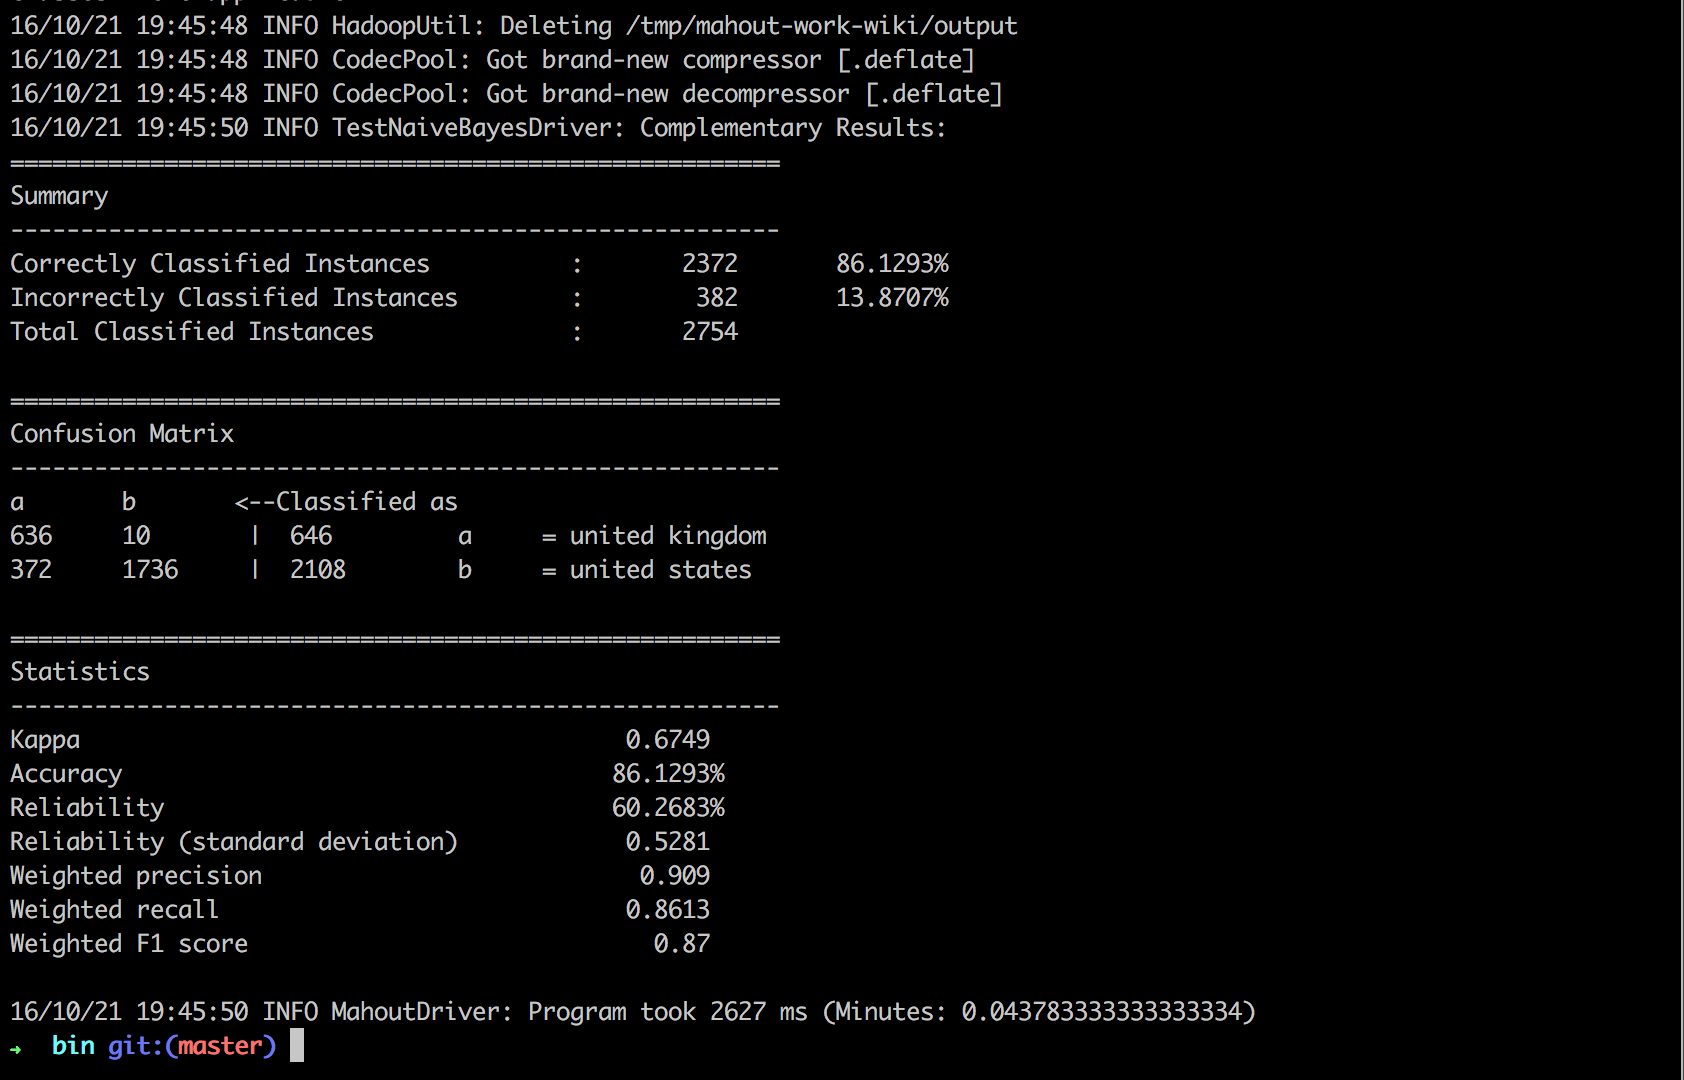 16/10/21 19:45:48 INFO HadoopUtil: Deleting /tmp/mahout-work-wiki/output
16/10/21 19:45:48 INFO CodecPool: Got brand-new compressor [.deflate]
16/10/21 19:45:48 INFO CodecPool: Got brand-new decompressor [.deflate]
16/10/21 19:45:50 INFO TestNaiveBayesDriver: Complementary Results:
=======================================================
Summary
-------------------------------------------------------
Correctly Classified Instances          :       2372       86.1293%
Incorrectly Classified Instances        :        382       13.8707%
Total Classified Instances              :       2754
=======================================================
Confusion Matrix
-------------------------------------------------------
a       b       <--Classified as
636     10       |  646         a     = united kingdom
372     1736     |  2108        b     = united states
=======================================================
Statistics
-------------------------------------------------------
Kappa                                       0.6749
Accuracy                                   86.1293%
Reliability                                60.2683%
Reliability (standard deviation)            0.5281
Weighted precision                           0.909
Weighted recall                             0.8613
Weighted F1 score                             0.87
16/10/21 19:45:50 INFO MahoutDriver: Program took 2627 ms (Minutes: 0.043783333333333334)
➜  bin git:(master)